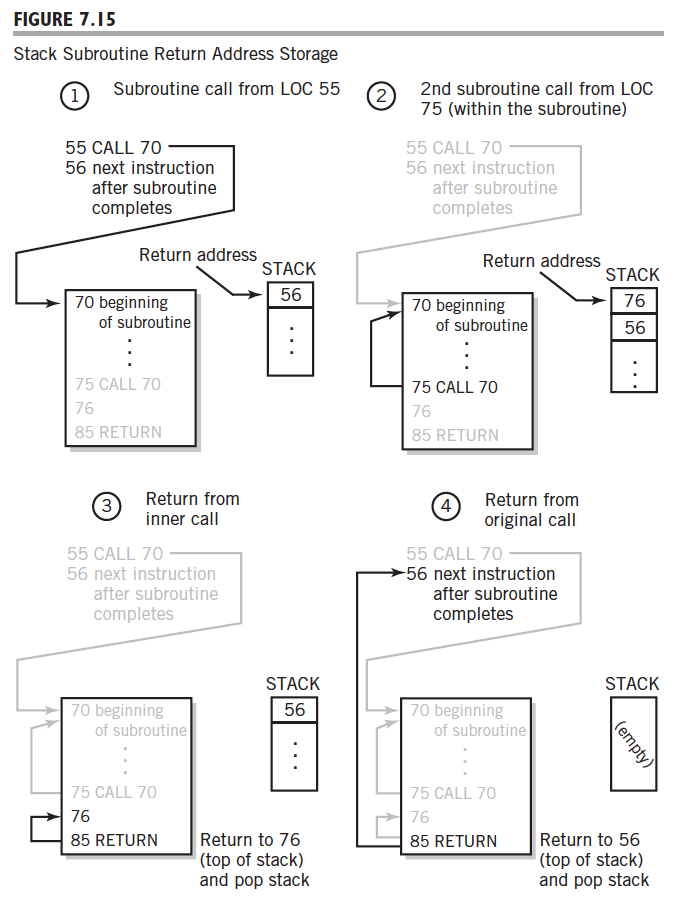 FIGURE 7.15
Stack Subroutine Return Address Storage
1
Subroutine call from LOC 55
55 CALL 70
56 next instruction
after subroutine
completes
Return address
STACK
56
70 beginning
of subroutine
75 CALL 70
76
85 RETURN
2
2nd subroutine call from LOC
75 (within the subroutine)
55 CALL 70
56 next instruction
after subroutine
completes
Return address
STACK
76
56
70 beginning
of subroutine
75 CALL 70
76
85 RETURN
3
Return from
inner call
55 CALL 70
56 next instruction
after subroutine
completes
STACK
56
70 beginning
of subroutine
75 CALL 70
76
85 RETURN
Return to 76
(top of stack)
and pop stack
4
Return from
original call
55 CALL 70
56 next instruction
after subroutine
completes
STACK
(empty)
70 beginning
of subroutine
75 CALL 70
76
85 RETURN
Return to 56
(top of stack)
and pop stack